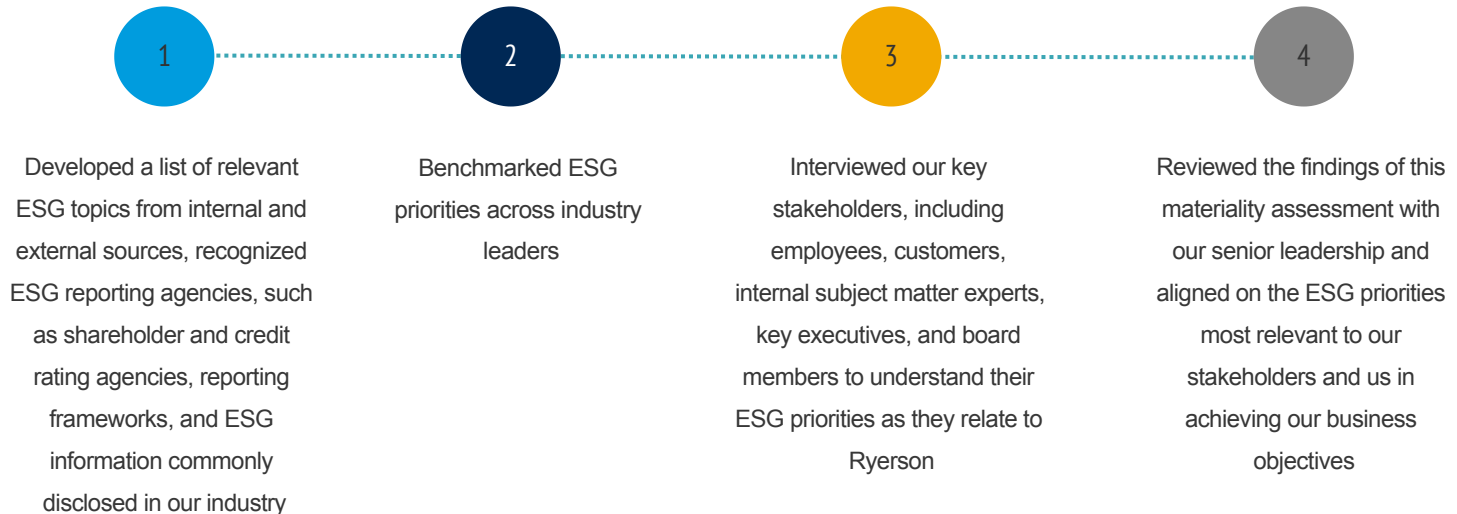 1
Developed a list of relevant
ESG topics from internal and
external sources, recognized
ESG reporting agencies, such
as shareholder and credit
rating agencies, reporting
frameworks, and ESG
information commonly
disclosed in our industry
2
Benchmarked ESG
priorities across industry
leaders
3
Interviewed our key
stakeholders, including
employees, customers,
internal subject matter experts,
key executives, and board
members to understand their
ESG priorities as they relate to
Ryerson
4
Reviewed the findings of this
materiality assessment with
our senior leadership and
aligned on the ESG priorities
most relevant to our
stakeholders and us in
achieving our business
objectives